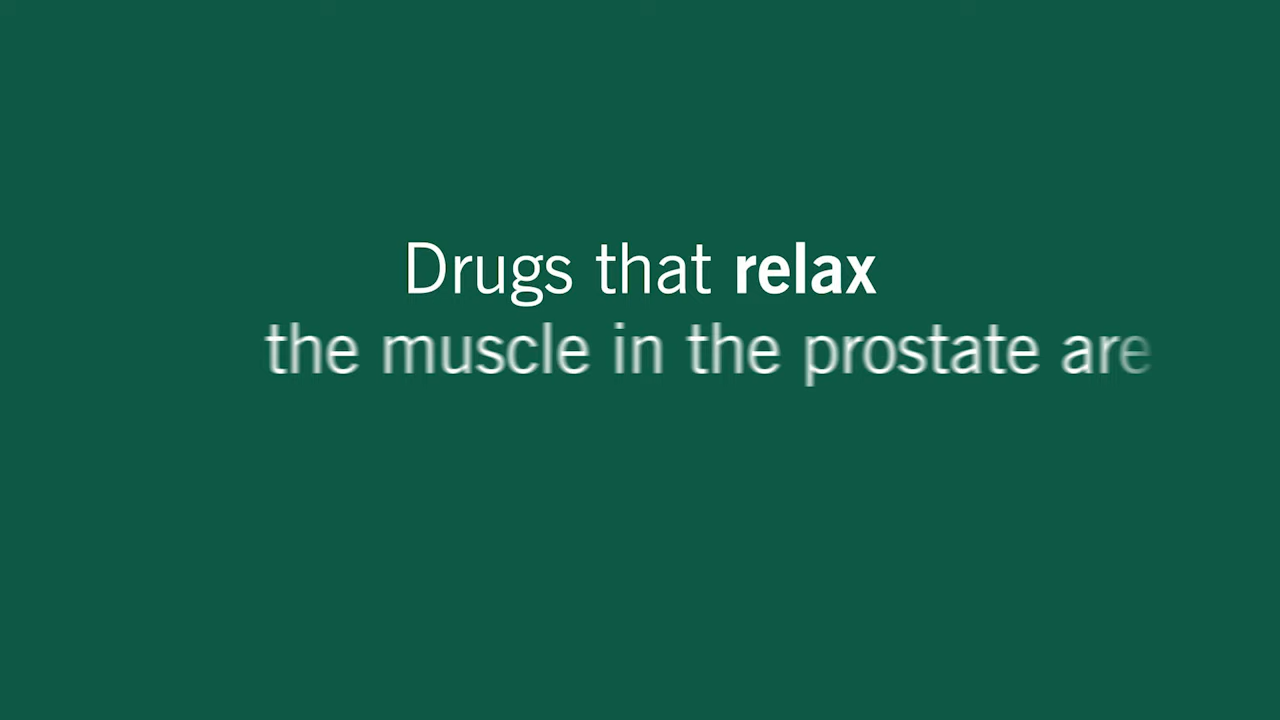 Drugs that relax
the muscle in the prostate are